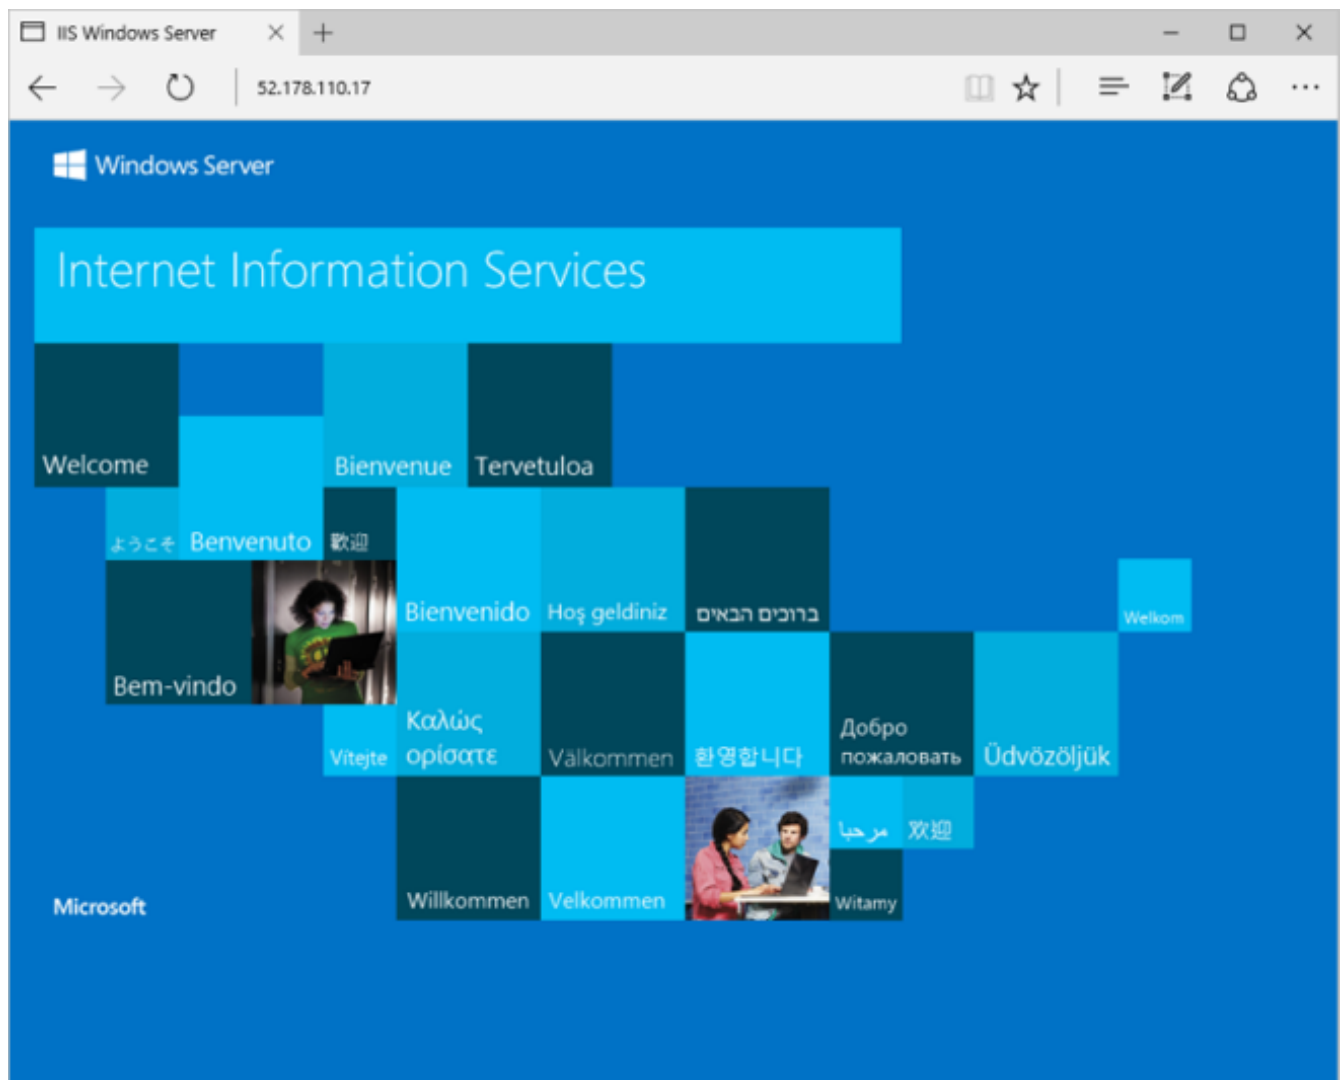 IIS Windows Server
52.178.110.17
Windows Server
Internet Information Services
Welcome
Bienvenue
Tervetuloa
ようこそ
Benvenuto
歡迎
Bienvenido
Hoş geldiniz
ברוכים הבאים
Welkom
Bem-vindo
Vítejte
Καλώς
ορίσατε
Välkommen
환영합니다
Добро
пожаловать
Üdvözöljük
مرحبا
欢迎
Microsoft
Willkommen
Velkommen
Witamy